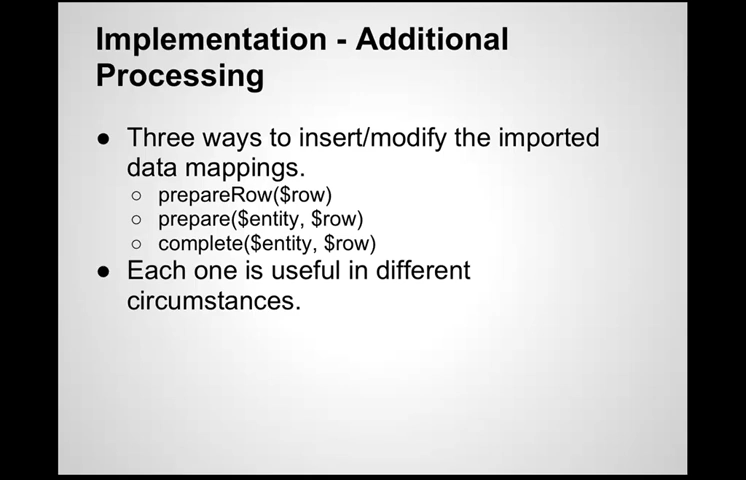 Implementation - Additional
Processing
● Three ways to insert/modify the imported
data mappings.
○ prepareRow($row)
○ prepare($entity, $row)
○ complete($entity, $row)
● Each one is useful in different
circumstances.